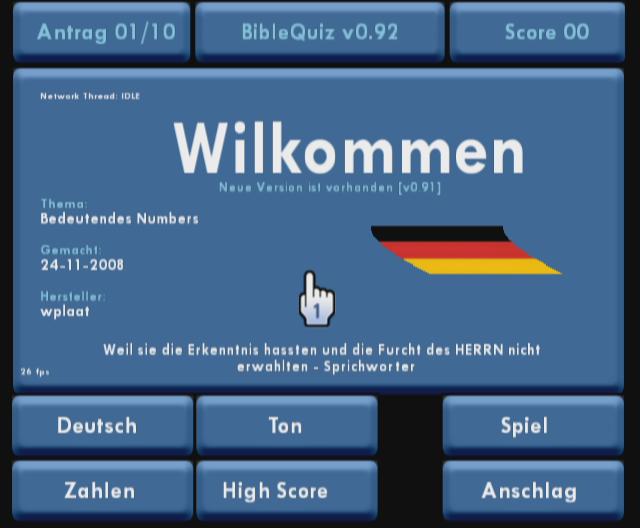 Antrag 01/10
BibleQuiz v0.92
Score 00
Network Thread: IDLE
Wilkommen
Neue Version ist vorhanden [v0.91]
Thema:
Bedeutendes Numbers
Gemacht:
24-11-2008
Hersteller:
wplaat
1
Weil sie die Erkenntnis hassten und die Furcht des HERRN nicht
erwahlten - Sprichworter
26 fps
Deutsch
Ton
Spiel
Zahlen
High Score
Anschlag